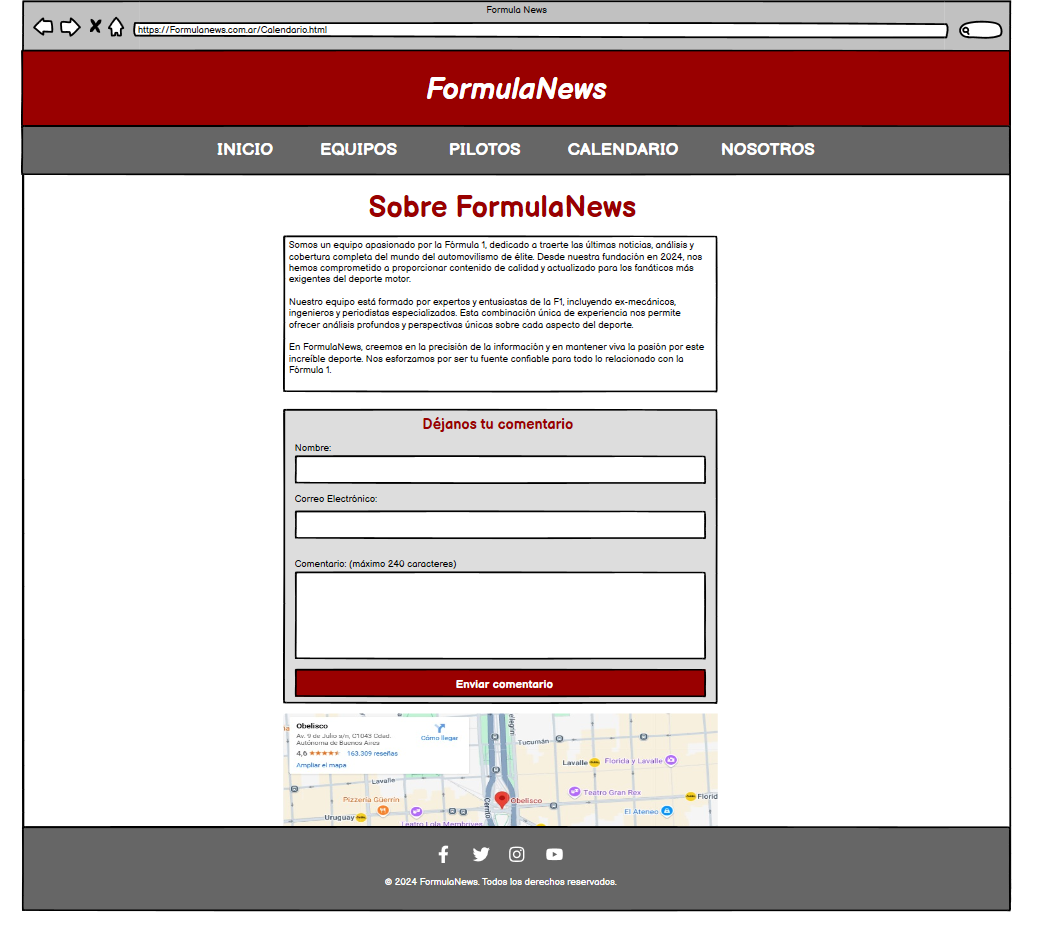 Formula News
https://Formulanews.com.ar/Calendario.html
FormulaNews
INICIO EQUIPOS PILOTOS CALENDARIO NOSOTROS
Sobre FormulaNews
Somos un equipo apasionado por la Fórmula 1, dedicado a traerte las últimas noticias, análisis y
cobertura completa del mundo del automovilismo de élite. Desde nuestra fundación en 2024, nos
hemos comprometido a proporcionar contenido de calidad y actualizado para los fanáticos más
exigentes del deporte motor.
Nuestro equipo está formado por expertos y entusiastas de la F1, incluyendo ex-mecánicos,
ingenieros y periodistas especializados. Esta combinación única de experiencia nos permite
ofrecer análisis profundos y perspectivas únicas sobre cada aspecto del deporte.
En FormulaNews, creemos en la precisión de la información y en mantener viva la pasión por este
increíble deporte. Nos esforzamos por ser tu fuente confiable para todo lo relacionado con la
Fórmula 1.
Déjanos tu comentario
Nombre:
Correo Electrónico:
Comentario: (máximo 240 caracteres)
Enviar comentario
Obelisco
Av. 9 de Julio s/n, C1043 Cdad.
Autónoma de Buenos Aires
4,6 163.309 reseñas
Ampliar el mapa
Cómo llegar
Tucumán
Lavalle
Florida y Lavalle
Lavalle
Pizzería Güerrin
Obelisco
Teatro Gran Rex
Florid
Uruguay
El Ateneo
Teatro Lola Membrives
© 2024 FormulaNews. Todos los derechos reservados.